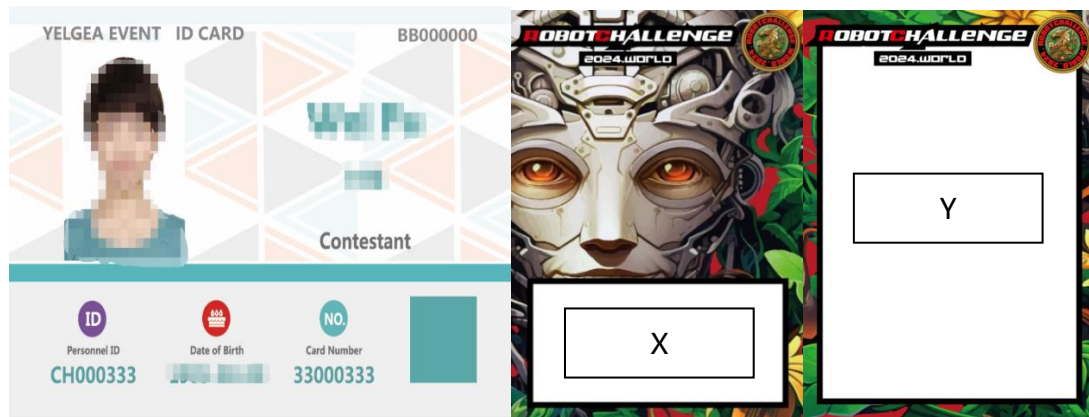 YELGEA EVENT ID CARD
BB000000
Contestant
ID
NO.
Personnel ID
Date of Birth
Card Number
CH000333
33000333
ROBOTCHALLENGE
2024.WORLD
X
ROBOTCHALLENGE
2024.WORLD
Y